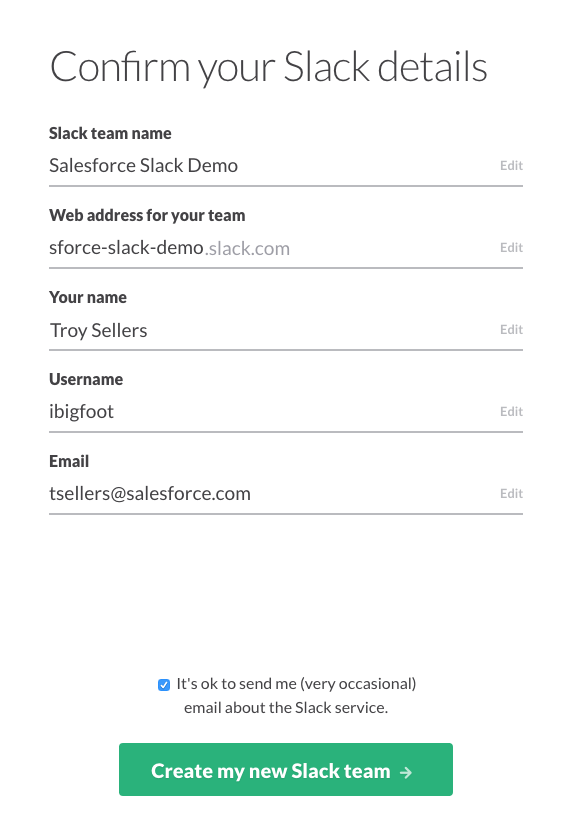 Confirm your Slack details
Slack team name
Salesforce Slack Demo Edit
Web address for your team
sforce-slack-demo.slack.com Edit
Your name
Troy Sellers Edit
Username
ibigfoot Edit
Email
tsellers@salesforce.com Edit
It's ok to send me (very occasional)
email about the Slack service.
Create my new Slack team →